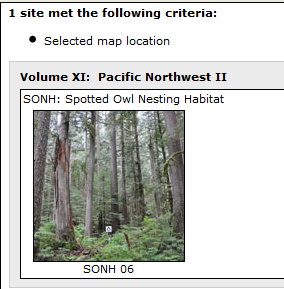 1 site met the following criteria:
Selected map location
Volume XI: Pacific Northwest II
SONH: Spotted Owl Nesting Habitat
SONH 06